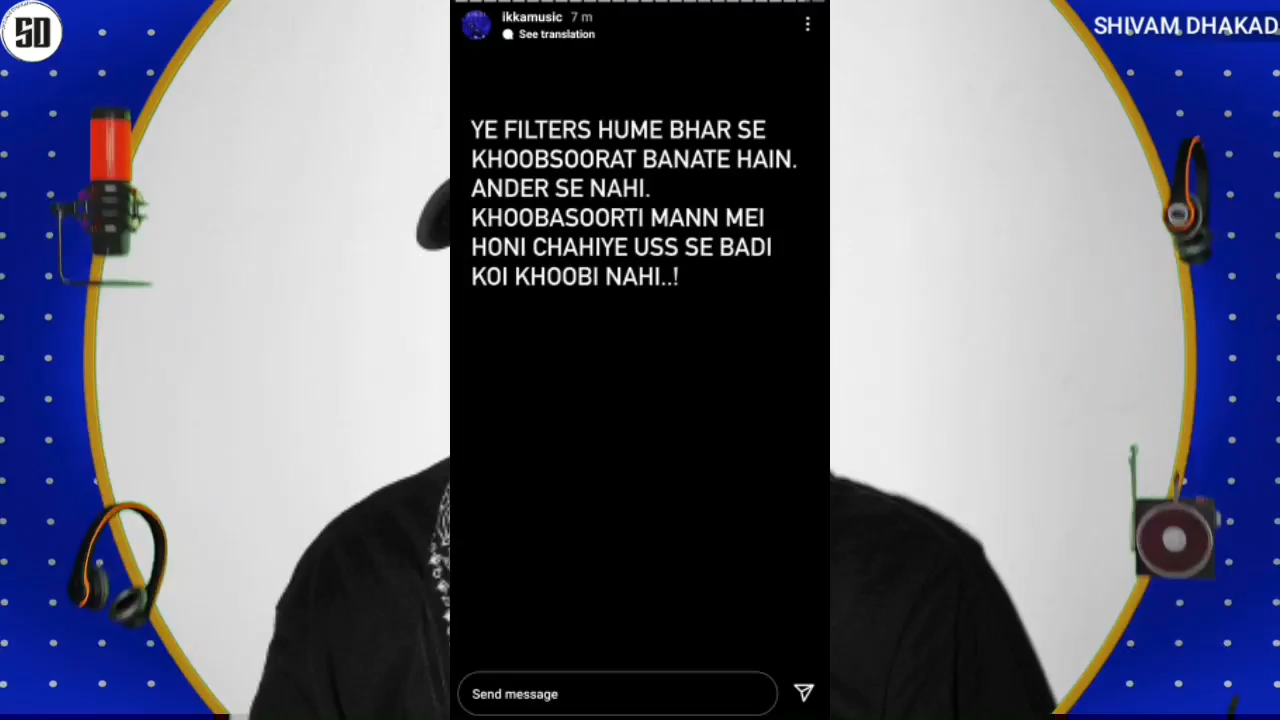 SD
SHIVAM DHAKAD
ikkamusic 7 m
See translation
YE FILTERS HUME BHAR SE
KHOOBSOORAT BANATE HAIN.
ANDER SE NAHI.
KHOOBASOORTI MANN MEI
HONI CHAHIYE USS SE BADI
KOI KHOOBI NAHI..!
Send message